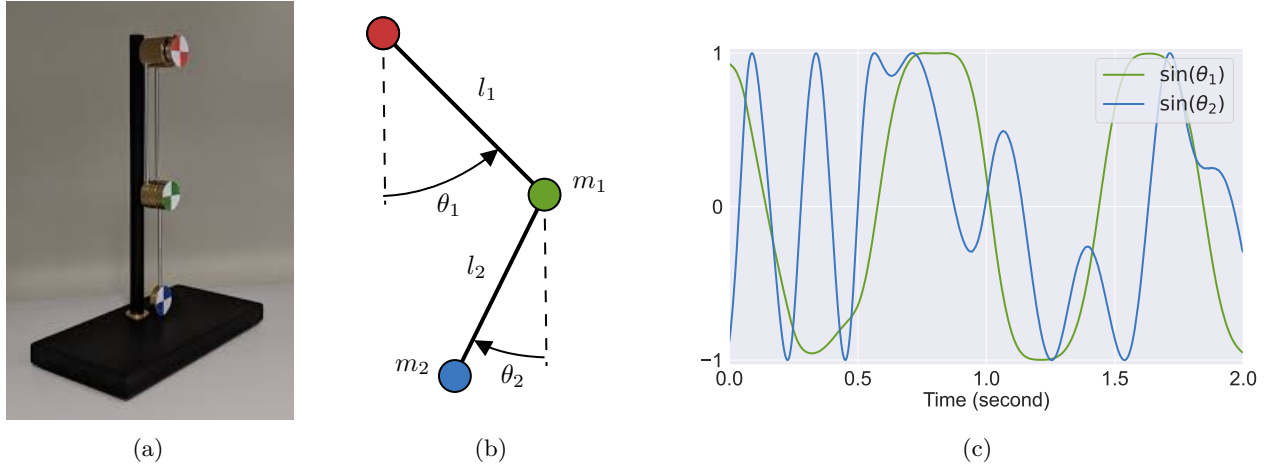 l₁
m₁
θ₁
l₂
m₂
θ₂
1
0
−1
sin(θ₁)
sin(θ₂)
0.0 0.5 1.0 1.5 2.0
Time (second)
(a) (b) (c)